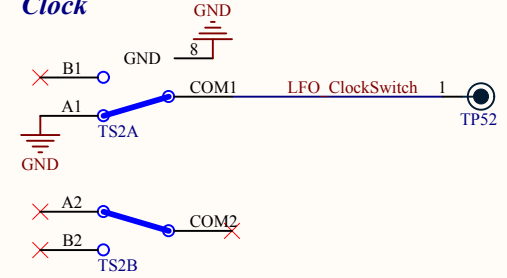 Clock
GND
GND 8
B1
COM1 LFO_ClockSwitch 1
A1
TS2A
TP52
GND
A2
COM2
B2
TS2B